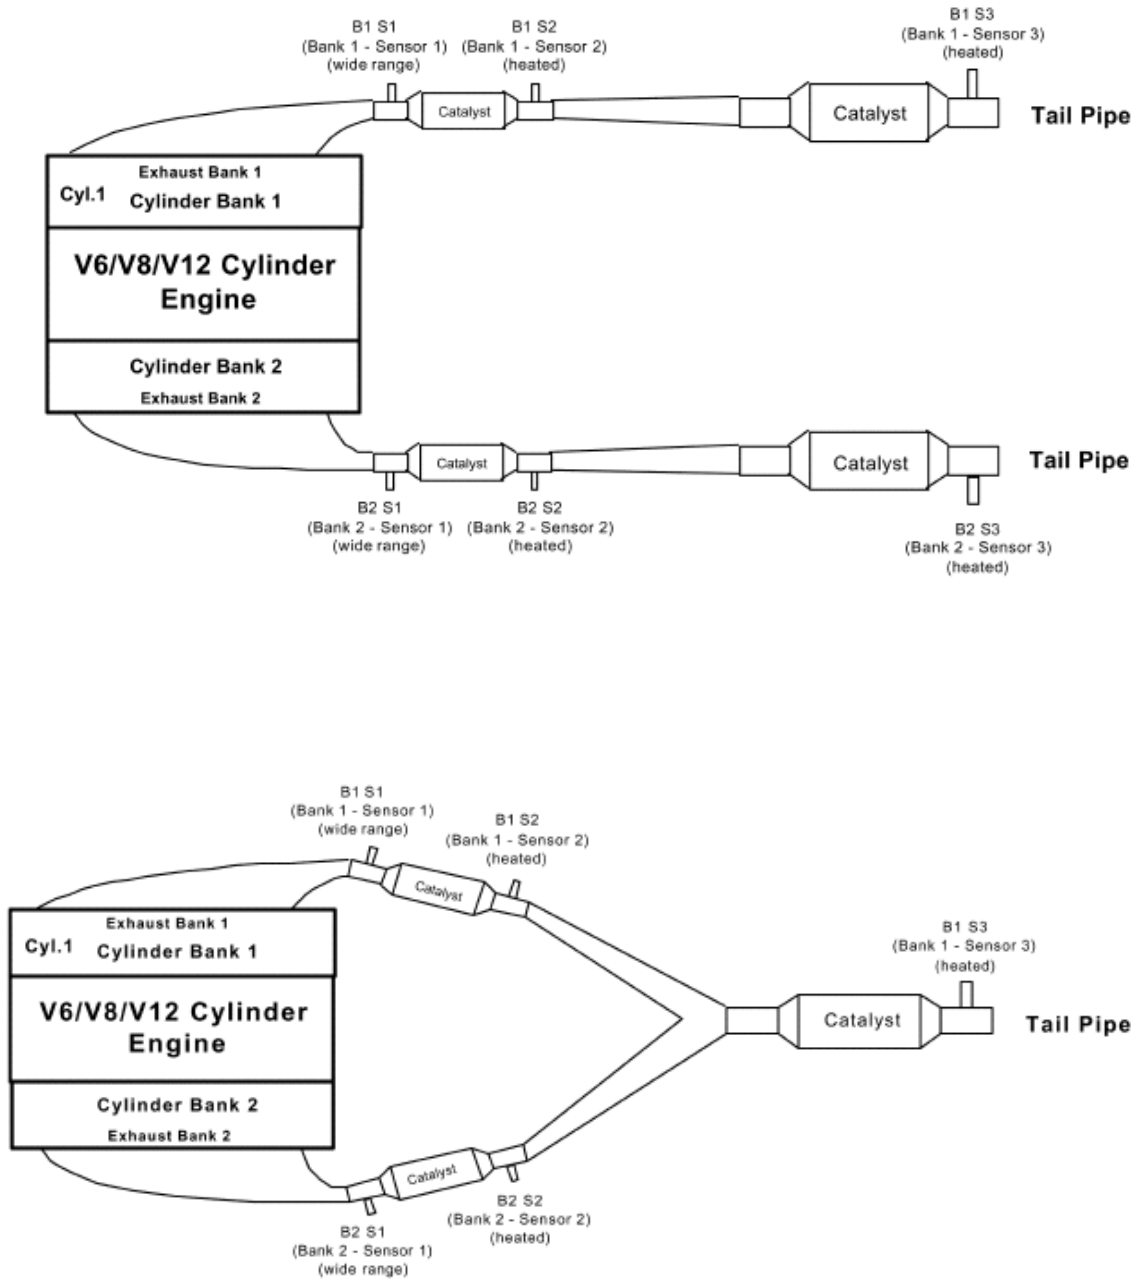 B1 S1
(Bank 1 - Sensor 1)
(wide range)
B1 S2
(Bank 1 - Sensor 2)
(heated)
B1 S3
(Bank 1 - Sensor 3)
(heated)
Catalyst
Catalyst
Tail Pipe
Exhaust Bank 1
Cyl.1 Cylinder Bank 1
V6/V8/V12 Cylinder
Engine
Cylinder Bank 2
Exhaust Bank 2
Catalyst
Catalyst
Tail Pipe
B2 S1
(Bank 2 - Sensor 1)
(wide range)
B2 S2
(Bank 2 - Sensor 2)
(heated)
B2 S3
(Bank 2 - Sensor 3)
(heated)
B1 S1
(Bank 1 - Sensor 1)
(wide range)
B1 S2
(Bank 1 - Sensor 2)
(heated)
Catalyst
Exhaust Bank 1
Cyl.1 Cylinder Bank 1
V6/V8/V12 Cylinder
Engine
Cylinder Bank 2
Exhaust Bank 2
B1 S3
(Bank 1 - Sensor 3)
(heated)
Catalyst
Tail Pipe
Catalyst
B2 S2
(Bank 2 - Sensor 2)
(heated)
B2 S1
(Bank 2 - Sensor 1)
(wide range)